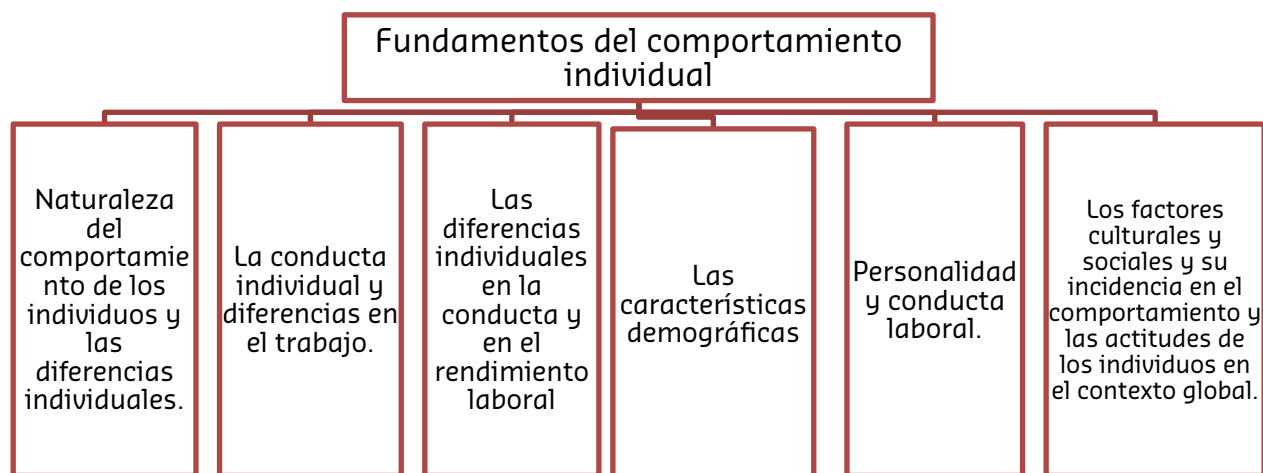 Fundamentos del comportamiento
individual
Naturaleza
del
comportamie
nto de los
individuos y
las
diferencias
individuales.
La conducta
individual y
diferencias en
el trabajo.
Las
diferencias
individuales
en la
conducta y
en el
rendimiento
laboral
Las
características
demográficas
Personalidad
y conducta
laboral.
Los factores
culturales y
sociales y su
incidencia en el
comportamiento y
las actitudes de
los individuos en
el contexto global.